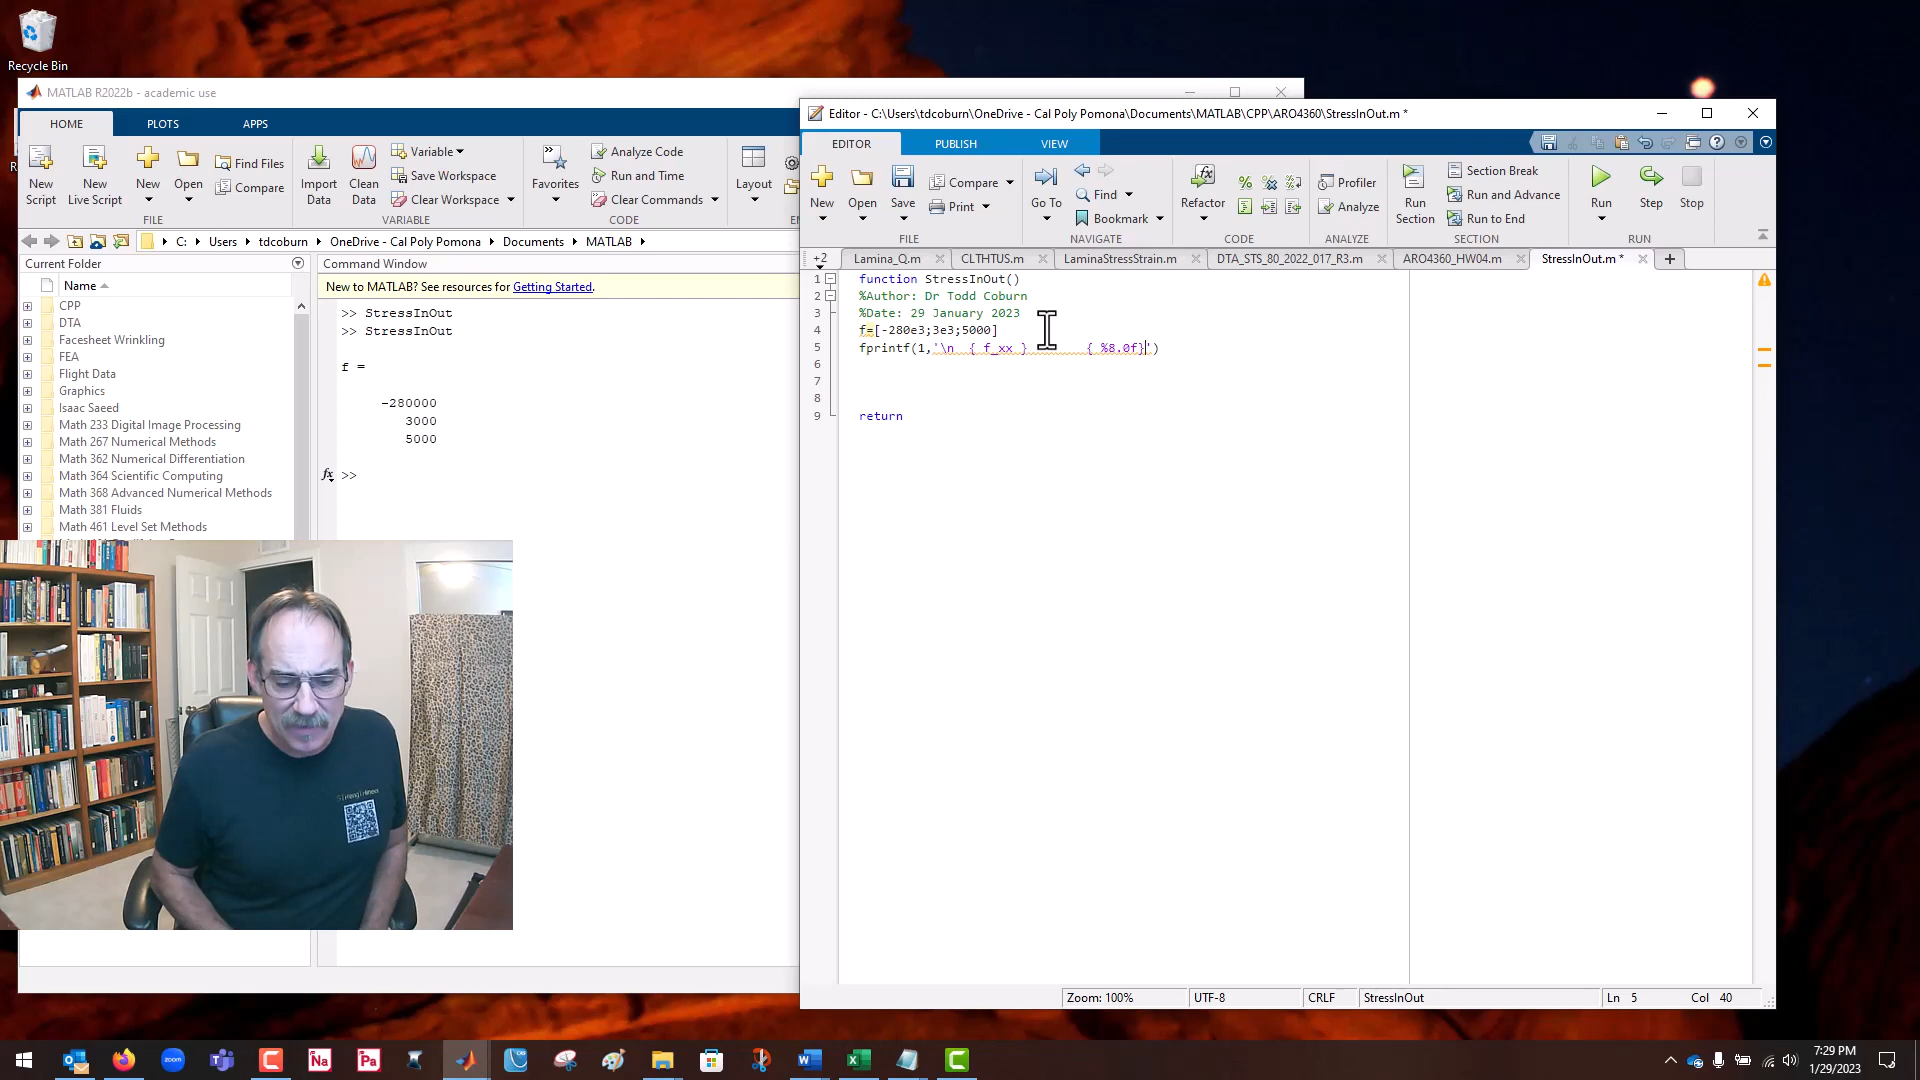 Recycle Bin
MATLAB R2022b - academic use
HOME PLOTS APPS
New Script
New Live Script
New
Open
Find Files
Compare
Import Data
Clean Data
Variable
Save Workspace
Clear Workspace
Favorites
Analyze Code
Run and Time
Clear Commands
Layout
FILE VARIABLE CODE
C: Users tdcoburn OneDrive - Cal Poly Pomona Documents MATLAB
Current Folder
Name
CPP
DTA
FEA
Feather Wrinkling
Flight Data
Graphics
Isaac Saeed
Math 233 Digital Image Processing
Math 267 Numerical Methods
Math 362 Numerical Differentiation
Math 364 Scientific Computing
Math 368 Advanced Numerical Methods
Math 381 Fluids
Math 461 Level Set Methods
Command Window
New to MATLAB? See resources for Getting Started.
>> StressInOut
>> StressInOut
f =
-280000
3000
5000
fx >>
Editor - C:\Users\tdcoburn\OneDrive - Cal Poly Pomona\Documents\MATLAB\CPP\ARO4360\StressInOut.m *
EDITOR PUBLISH VIEW
New
Open
Save
Compare
Print
Go To
Find
Bookmark
Refactor
Profiler
Analyze
Run Section
Section Break
Run and Advance
Run to End
Run
Step
Stop
FILE NAVIGATE CODE ANALYZE SECTION RUN
+2 Lamina_Q.m CLTHTUS.m LaminaStressStrain.m DTA_STS_80_2022_017_R3.m ARO4360_HW04.m StressInOut.m *
1 function StressInOut()
2 %Author: Dr Todd Coburn
3 %Date: 29 January 2023
4 f=[-280e3;3e3;5000]
5 fprintf(1,'\n  { f_xx }        { %8.0f}')
6
7
8
9 return
Zoom: 100% UTF-8 CRLF StressInOut Ln 5 Col 40
zoom
Na
Pa
7:29 PM
1/29/2023